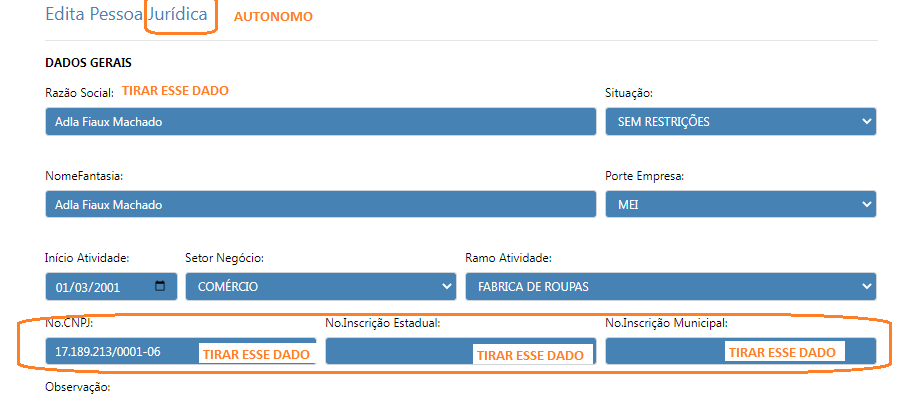 Edita Pessoa Jurídica AUTONOMO
DADOS GERAIS
Razão Social: TIRAR ESSE DADO Situação:
Adla Fiaux Machado SEM RESTRIÇÕES
NomeFantasia: Porte Empresa:
Adla Fiaux Machado MEI
Início Atividade: Setor Negócio: Ramo Atividade:
01/03/2001 COMÉRCIO FABRICA DE ROUPAS
No.CNPJ: No.Inscrição Estadual: No.Inscrição Municipal:
17.189.213/0001-06 TIRAR ESSE DADO TIRAR ESSE DADO TIRAR ESSE DADO
Observação: